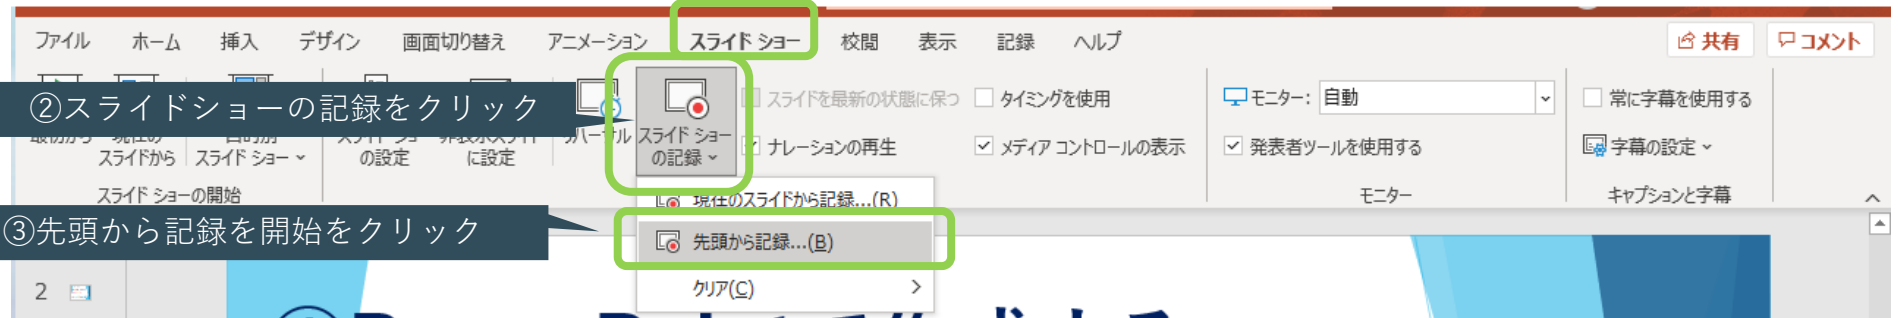 ファイル ホーム 挿入 デザイン 画面切り替え アニメーション スライド ショー 校閲 表示 記録 ヘルプ 共有 コメント
②スライドショーの記録をクリック
スライドを最新の状態に保つ タイミングを使用 モニター: 自動 常に字幕を使用する
スライドから スライド ショー の設定 に設定 スライド ショー
の記録 ナレーションの再生 メディア コントロールの表示 発表者ツールを使用する 字幕の設定
スライド ショーの開始 モニター キャプションと字幕
現在のスライドから記録...(R)
③先頭から記録を開始をクリック
先頭から記録...(B)
クリア(C)
2